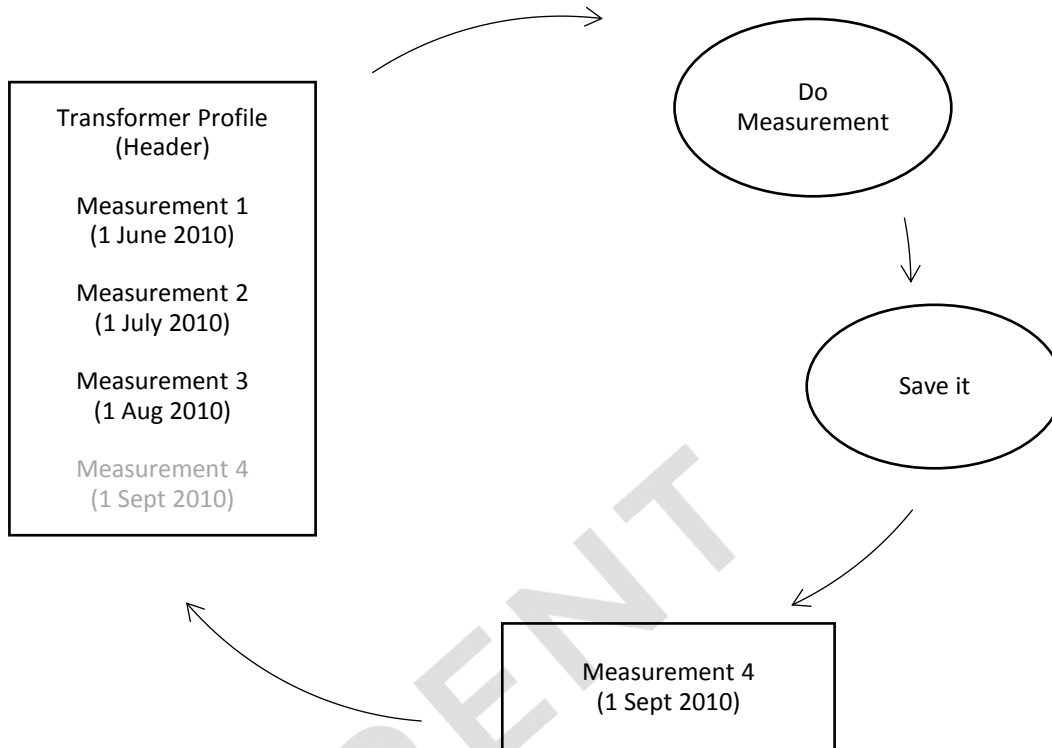 Transformer Profile
(Header)
Measurement 1
(1 June 2010)
Measurement 2
(1 July 2010)
Measurement 3
(1 Aug 2010)
Measurement 4
(1 Sept 2010)
Do
Measurement
Save it
Measurement 4
(1 Sept 2010)